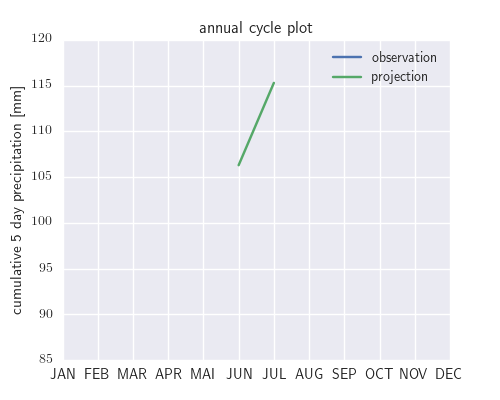 annual cycle plot
observation
projection
cumulative 5 day precipitation [mm]
120
115
110
105
100
95
90
85
JAN FEB MAR APR MAI JUN JUL AUG SEP OCT NOV DEC